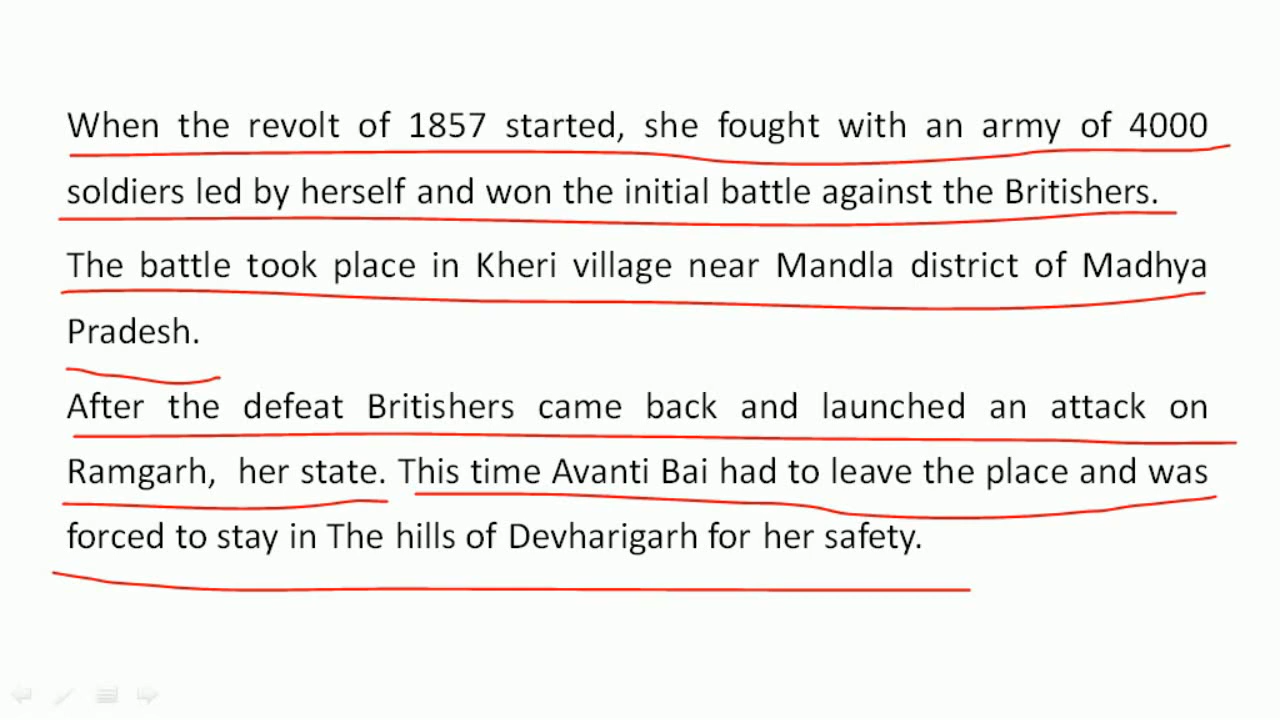 When the revolt of 1857 started, she fought with an army of 4000
soldiers led by herself and won the initial battle against the Britishers.
The battle took place in Kheri village near Mandla district of Madhya
Pradesh.
After the defeat Britishers came back and launched an attack on
Ramgarh, her state. This time Avanti Bai had to leave the place and was
forced to stay in The hills of Devharigarh for her safety.